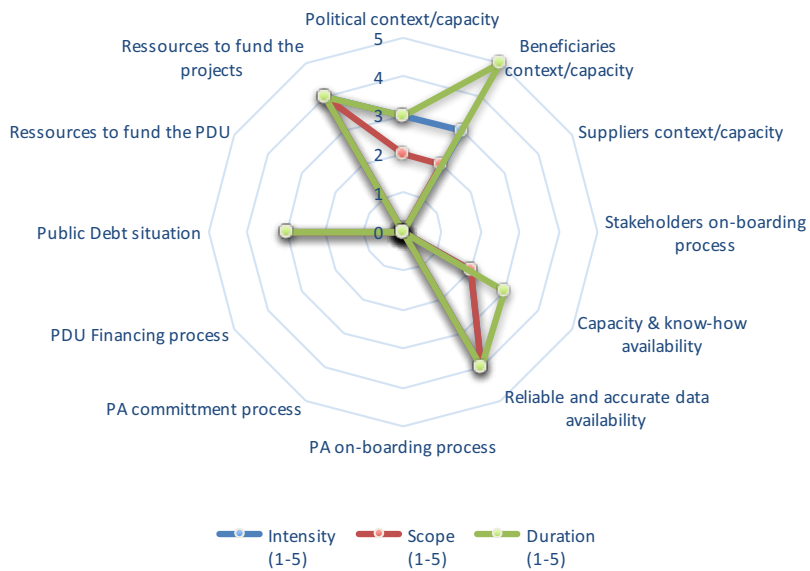 Political context/capacity
Beneficiaries
context/capacity
Suppliers context/capacity
Stakeholders on-boarding
process
Capacity & know-how
availability
Reliable and accurate data
availability
PA on-boarding process
PA committment process
PDU Financing process
Public Debt situation
Ressources to fund the PDU
Ressources to fund the
projects
5
4
3
2
1
0
Intensity
(1-5)
Scope
(1-5)
Duration
(1-5)